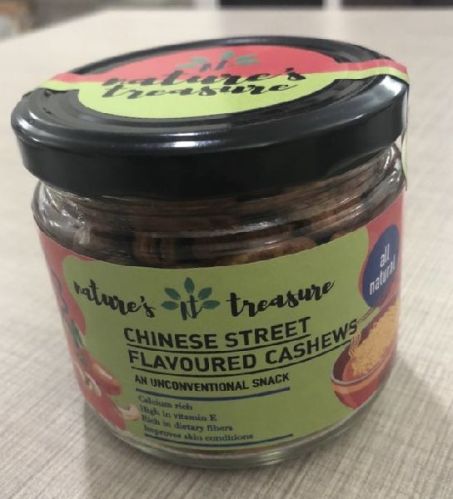 nature's
treasure
nature's nt treasure
all
natural
CHINESE STREET
FLAVOURED CASHEWS
AN UNCONVENTIONAL SNACK
Calcium rich
High in vitamin E
Rich in dietary fibers
Improves skin conditions